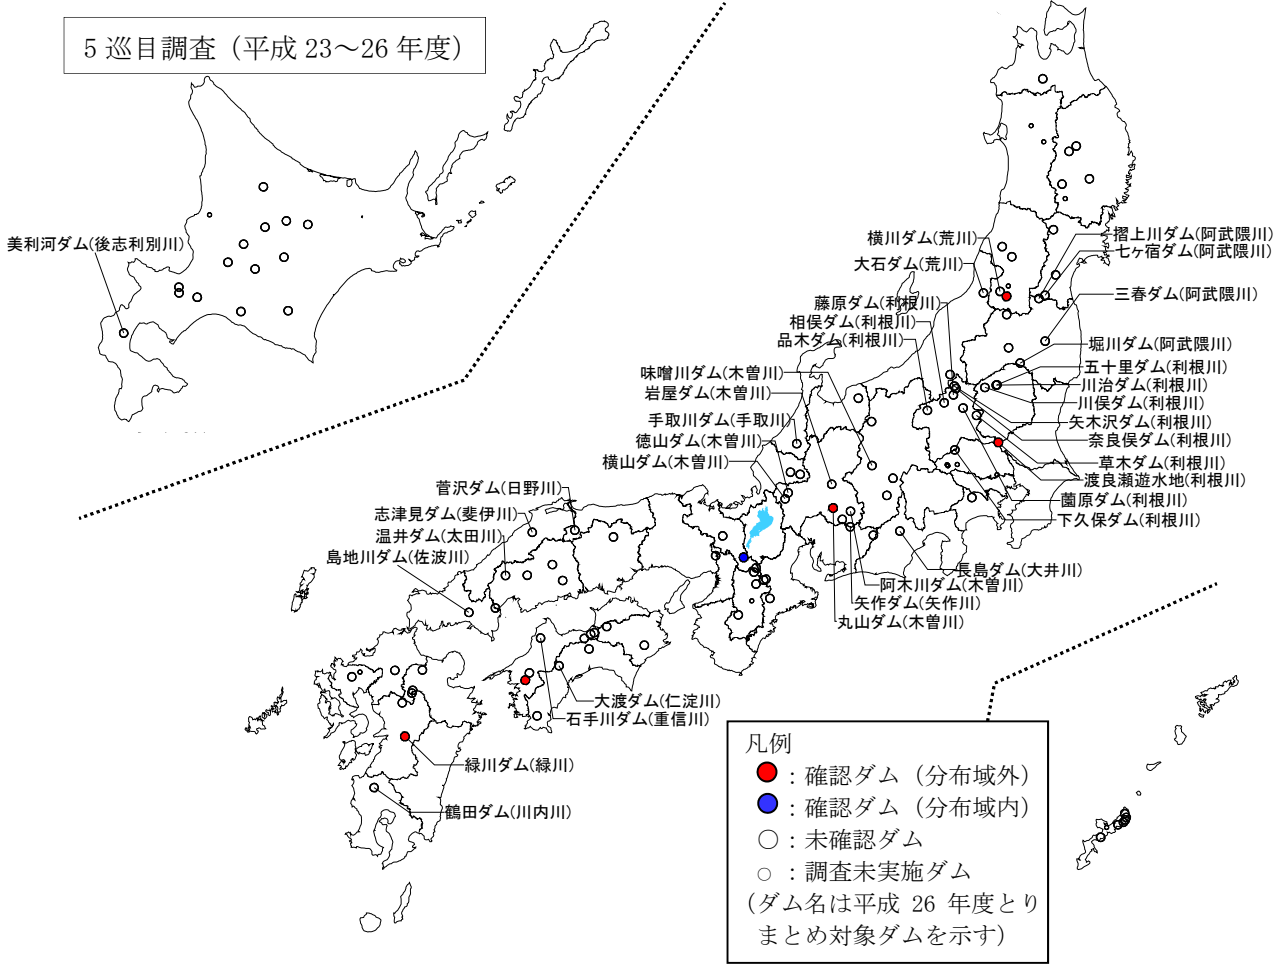 5 巡目調査（平成 23～26 年度）
美利河ダム(後志利別川)
横川ダム(荒川)
大石ダム(荒川)
藤原ダム(利根川)
相俣ダム(利根川)
品木ダム(利根川)
味噌川ダム(木曽川)
岩屋ダム(木曽川)
手取川ダム(手取川)
徳山ダム(木曽川)
横山ダム(木曽川)
菅沢ダム(日野川)
志津見ダム(斐伊川)
温井ダム(太田川)
島地川ダム(佐波川)
摺上川ダム(阿武隈川)
七ヶ宿ダム(阿武隈川)
三春ダム(阿武隈川)
堀川ダム(阿武隈川)
五十里ダム(利根川)
川治ダム(利根川)
川俣ダム(利根川)
矢木沢ダム(利根川)
奈良俣ダム(利根川)
草木ダム(利根川)
渡良瀬遊水地(利根川)
薗原ダム(利根川)
下久保ダム(利根川)
長島ダム(大井川)
阿木川ダム(木曽川)
矢作ダム(矢作川)
丸山ダム(木曽川)
大渡ダム(仁淀川)
石手川ダム(重信川)
緑川ダム(緑川)
鶴田ダム(川内川)
凡例
：確認ダム（分布域外）
：確認ダム（分布域内）
：未確認ダム
：調査未実施ダム
（ダム名は平成 26 年度とり
まとめ対象ダムを示す）